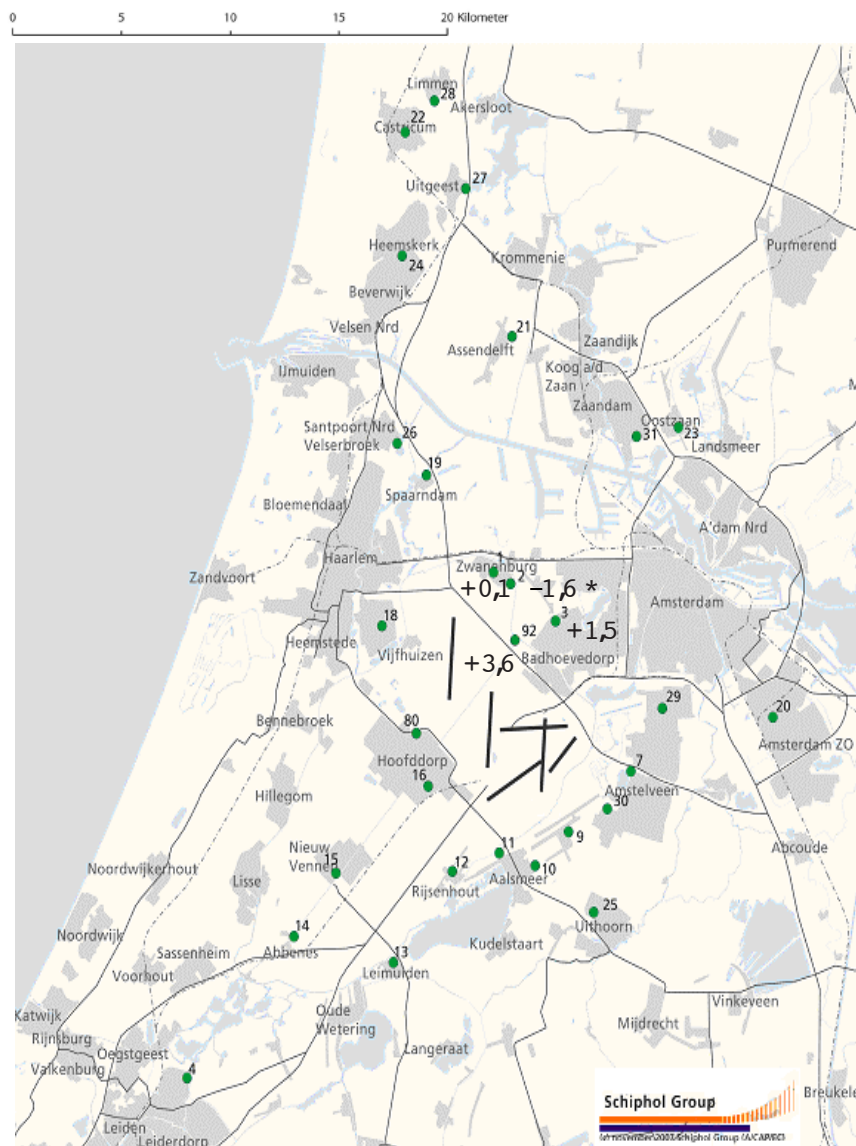 0 5 10 15 20 Kilometer
Limmen
28
Akersloot
22
Castricum
27
Uitgeest
Heemskerk
24
Krommenie
Purmerend
Beverwijk
Velsen Nrd
21
Assendelft
Zaandijk
IJmuiden
Koog a/d
Zaan
Zaandam
Santpoort Nrd
Velserbroek
26
Oostzaan
31
23
Landsmeer
19
Spaarndam
Bloemendaal
A'dam Nrd
Haarlem
1
Zwanenburg
2
Zandvoort
+0,1 –1,6 *
Amsterdam
3
18
+1,5
92
Heemstede
Vijfhuizen
Badhoevedorp
+3,6
29
20
Bennebroek
80
Amsterdam ZO
Hoofddorp
7
16
Amstelveen
Hillegom
30
9
Nieuw
Vennep
15
11
Abcoude
Noordwijkerhout
12
10
Aalsmeer
Lisse
Rijsenhout
25
Uithoorn
14
Noordwijk
Abbenes
Kudelstaart
Sassenheim
13
Voorhout
Leimuiden
Vinkeveen
Katwijk
Oude
Wetering
Mijdrecht
Rijnsburg
Oegstgeest
Langeraat
Valkenburg
4
Breukele
Schiphol Group
Leiden
Leiderdorp